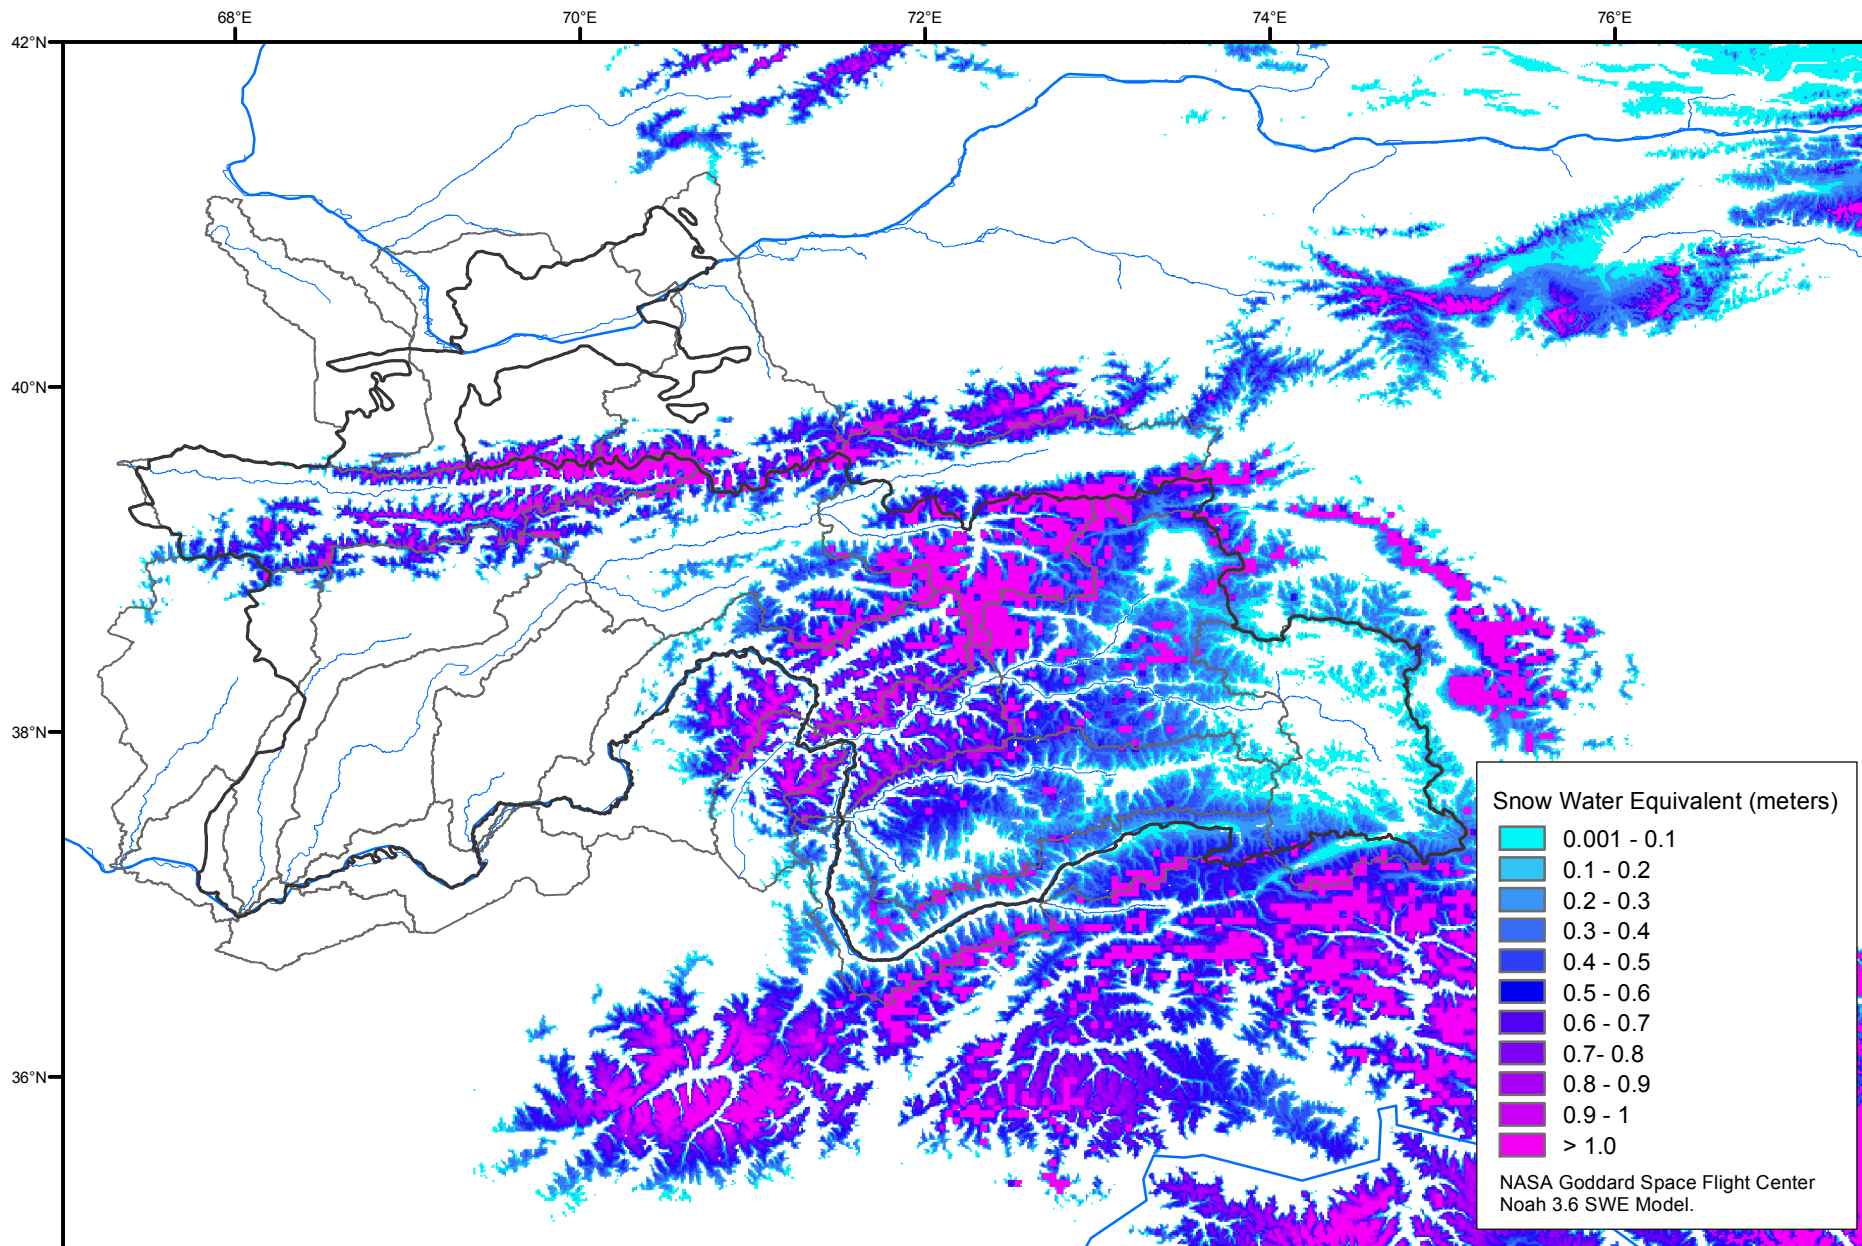 68°E 70°E 72°E 74°E 76°E
42°N
40°N
38°N
36°N
Snow Water Equivalent (meters)
0.001 - 0.1
0.1 - 0.2
0.2 - 0.3
0.3 - 0.4
0.4 - 0.5
0.5 - 0.6
0.6 - 0.7
0.7- 0.8
0.8 - 0.9
0.9 - 1
> 1.0
NASA Goddard Space Flight Center
Noah 3.6 SWE Model.